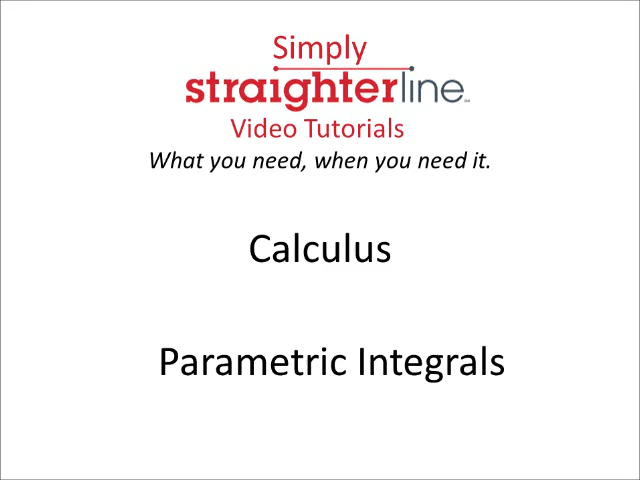 Simply
straighterline
Video Tutorials
What you need, when you need it.
Calculus
Parametric Integrals